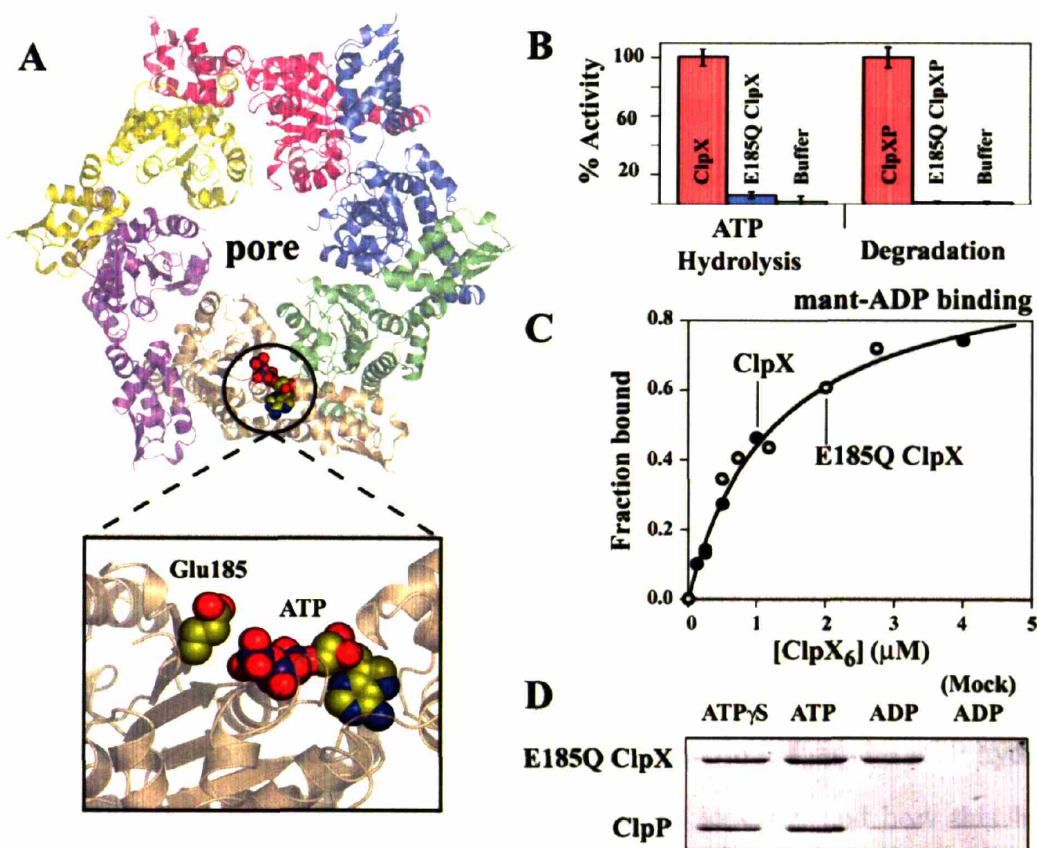 A
pore
Glu185
ATP
B
% Activity
100
60
20
ClpX
E185Q ClpX
Buffer
ClpXP
E185Q ClpXP
Buffer
ATP
Hydrolysis
Degradation
C
mant-ADP binding
Fraction bound
0.8
0.6
0.4
0.2
0.0
ClpX
E185Q ClpX
0 1 2 3 4 5
[ClpX6] (μM)
D
ATPγS ATP ADP (Mock)
ADP
E185Q ClpX
ClpP